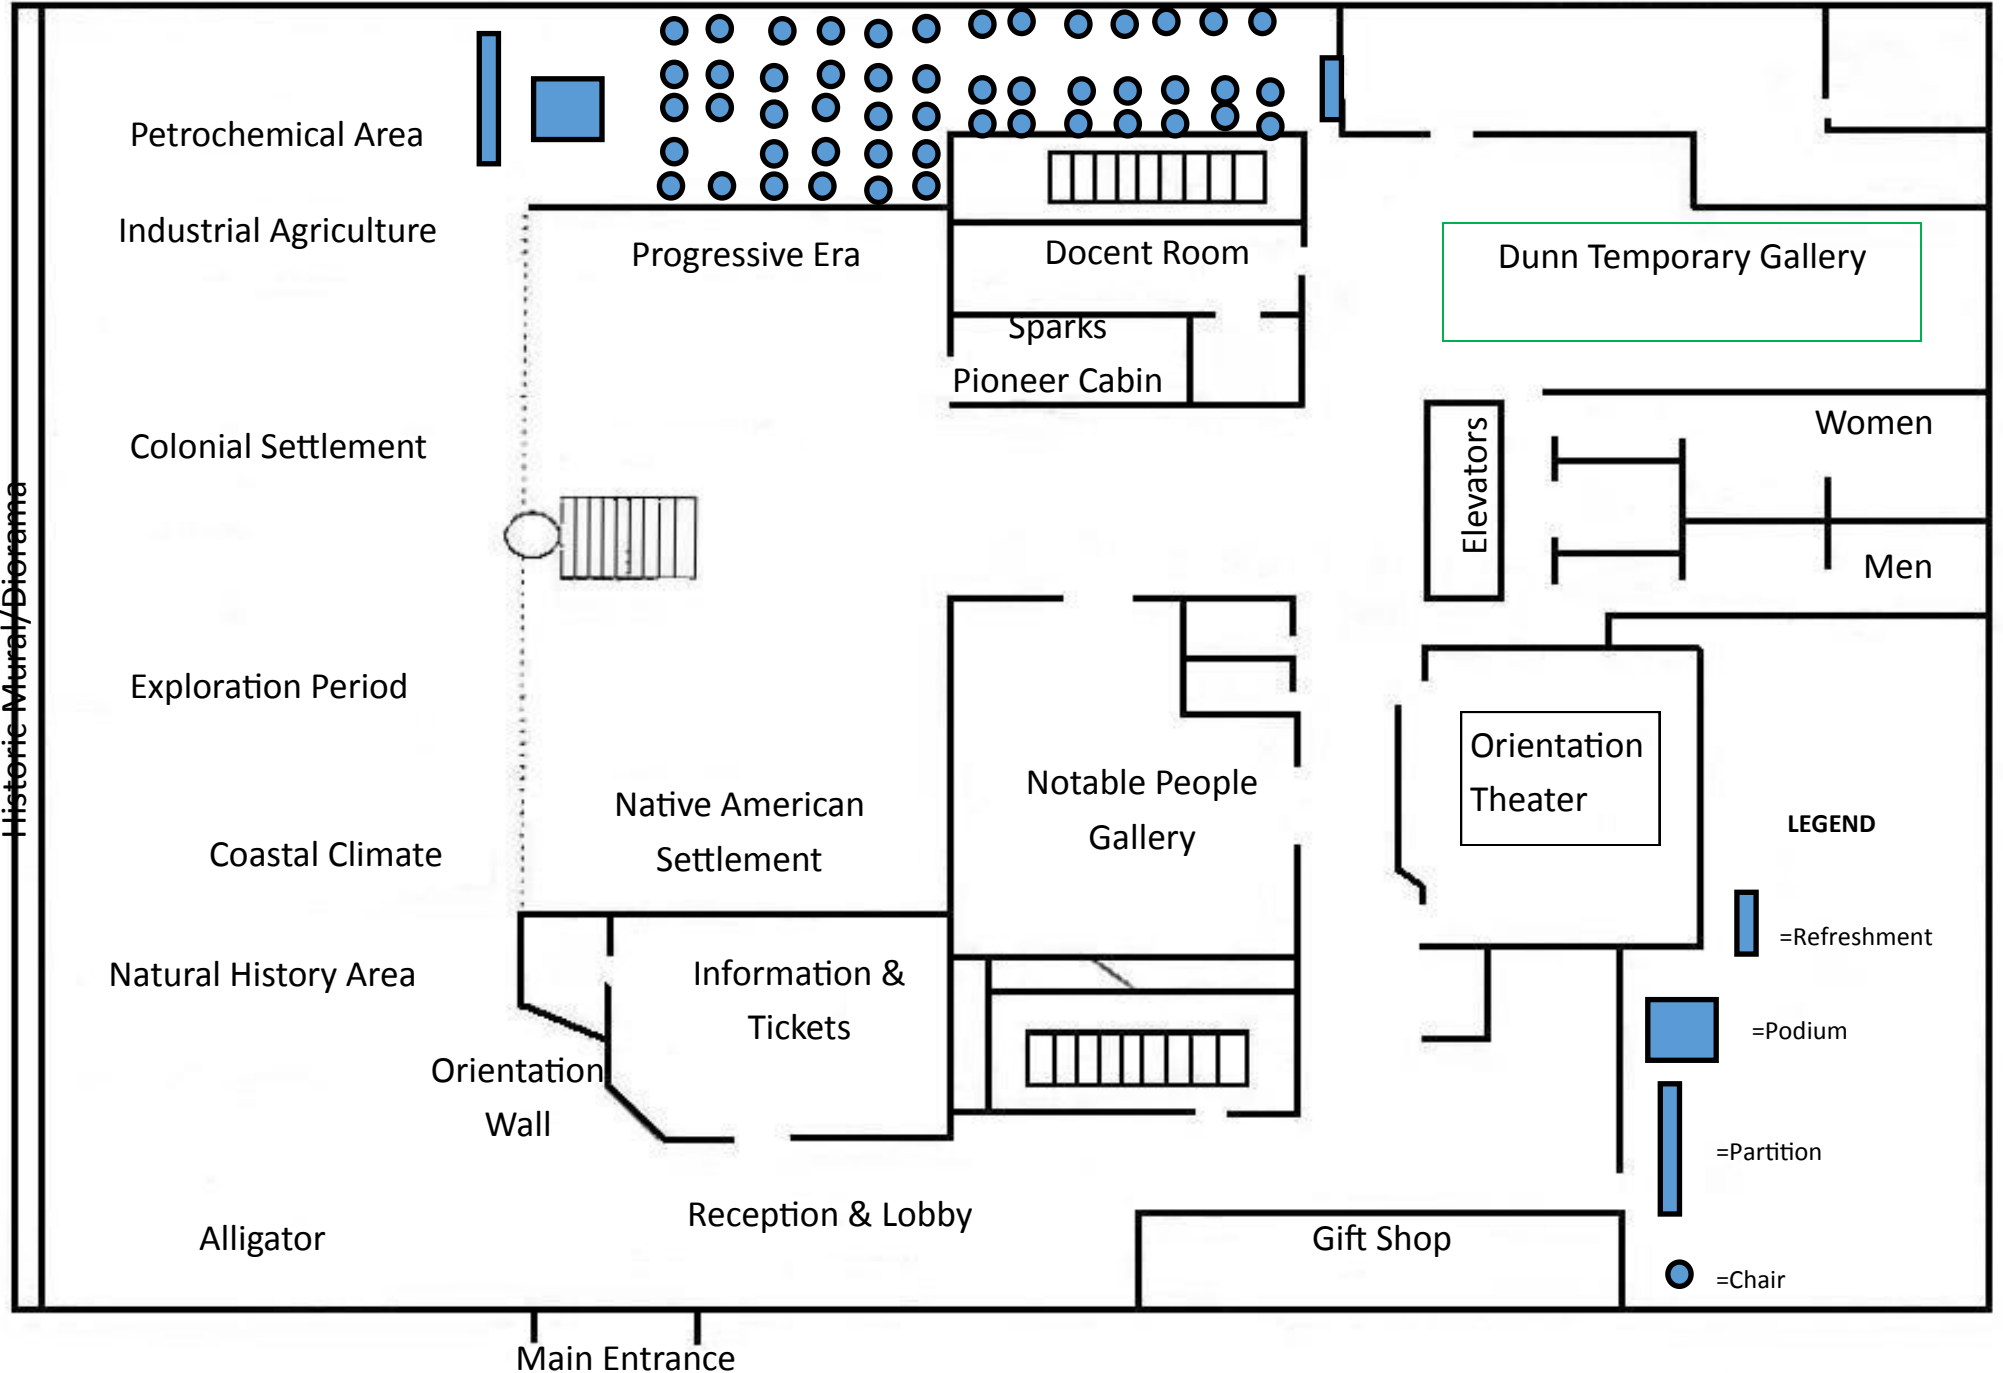 Petrochemical Area
Industrial Agriculture
Progressive Era
Docent Room
Dunn Temporary Gallery
Sparks
Pioneer Cabin
Colonial Settlement
Elevators
Women
Men
Historic Mural/Diorama
Exploration Period
Native American
Settlement
Notable People
Gallery
Orientation
Theater
Coastal Climate
Natural History Area
Information &
Tickets
Orientation
Wall
Alligator
Reception & Lobby
Gift Shop
Main Entrance
LEGEND
=Refreshment
=Podium
=Partition
=Chair